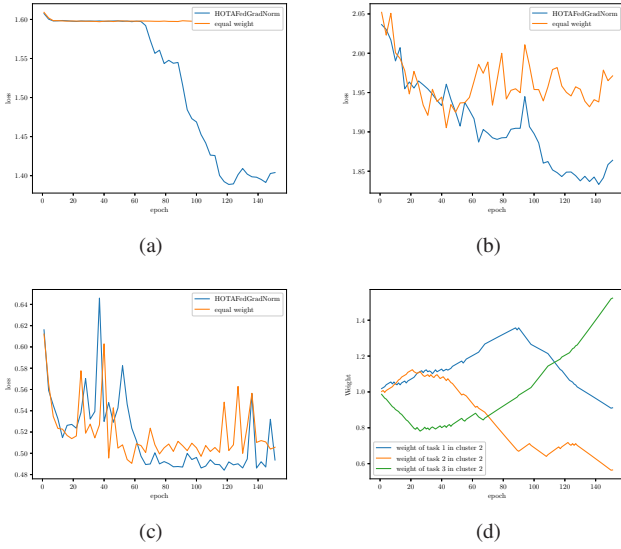 HOTAFedGradNorm
equal weight
1.60
1.55
1.50
1.45
1.40
loss
0 20 40 60 80 100 120 140
epoch
(a)
HOTAFedGradNorm
equal weight
2.05
2.00
1.95
1.90
1.85
loss
0 20 40 60 80 100 120 140
epoch
(b)
HOTAFedGradNorm
equal weight
0.64
0.62
0.60
0.58
0.56
0.54
0.52
0.50
0.48
loss
0 20 40 60 80 100 120 140
epoch
(c)
1.4
1.2
1.0
0.8
0.6
Weight
weight of task 1 in cluster 2
weight of task 2 in cluster 2
weight of task 3 in cluster 2
0 20 40 60 80 100 120 140
epoch
(d)